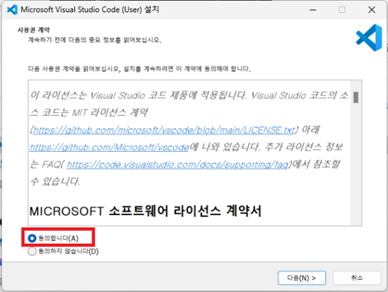 Microsoft Visual Studio Code (User) 설치
사용권 계약
계속하기 전에 다음의 중요 정보를 읽어보십시오.
다음 사용권 계약을 읽어보십시오. 설치를 계속하려면 이 계약에 동의해야 합니다.
이 라이선스는 Visual Studio 코드 제품에 적용됩니다. Visual Studio 코드의 소
스 코드는 MIT 라이선스 계약
(https://github.com/microsoft/vscode/blob/main/LICENSE.txt) 아래
https://github.com/Microsoft/vscode에 나와 있습니다. 추가 라이선스 정보
는 FAQ( https://code.visualstudio.com/docs/supporting/faq)에서 참조할
수 있습니다.
MICROSOFT 소프트웨어 라이선스 계약서
동의합니다(A)
동의하지 않습니다(D)
다음(N) >
취소